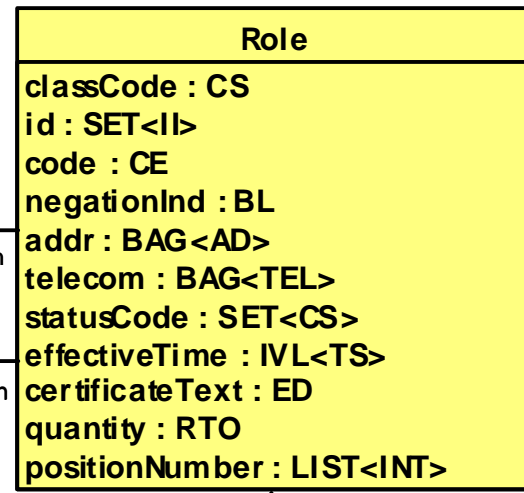 Role
classCode : CS
id : SET<II>
code : CE
negationInd : BL
addr : BAG<AD>
n
telecom : BAG<TEL>
statusCode : SET<CS>
effectiveTime : IVL<TS>
n
certificateText : ED
quantity : RTO
positionNumber : LIST<INT>